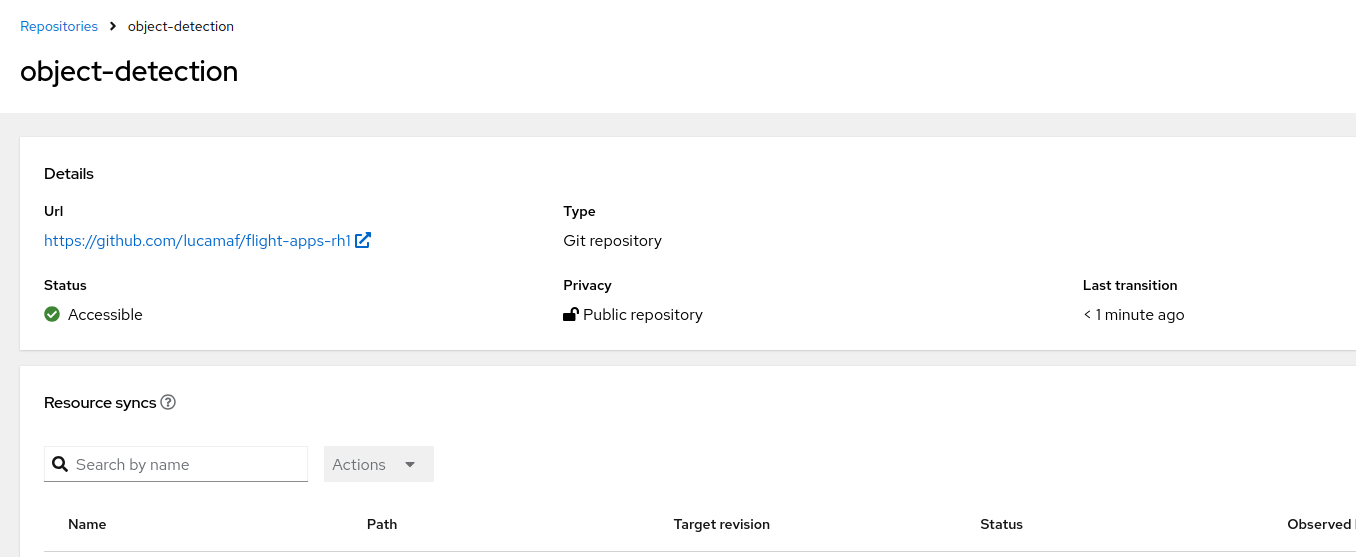 Repositories > object-detection
object-detection
Details
Url
Type
https://github.com/lucamaf/flight-apps-rh1
Git repository
Status
Privacy
Last transition
Accessible
Public repository
< 1 minute ago
Resource syncs
Search by name
Actions
Name Path Target revision Status Observed